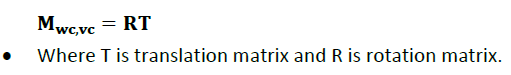 M_wc,vc = RT
• Where T is translation matrix and R is rotation matrix.